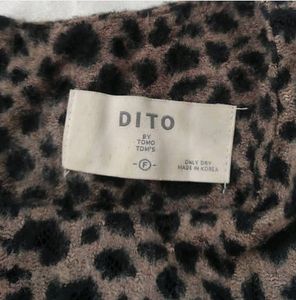 DITO
BY
TOMO
TOM'S
F
ONLY DRY
MADE IN KOREA